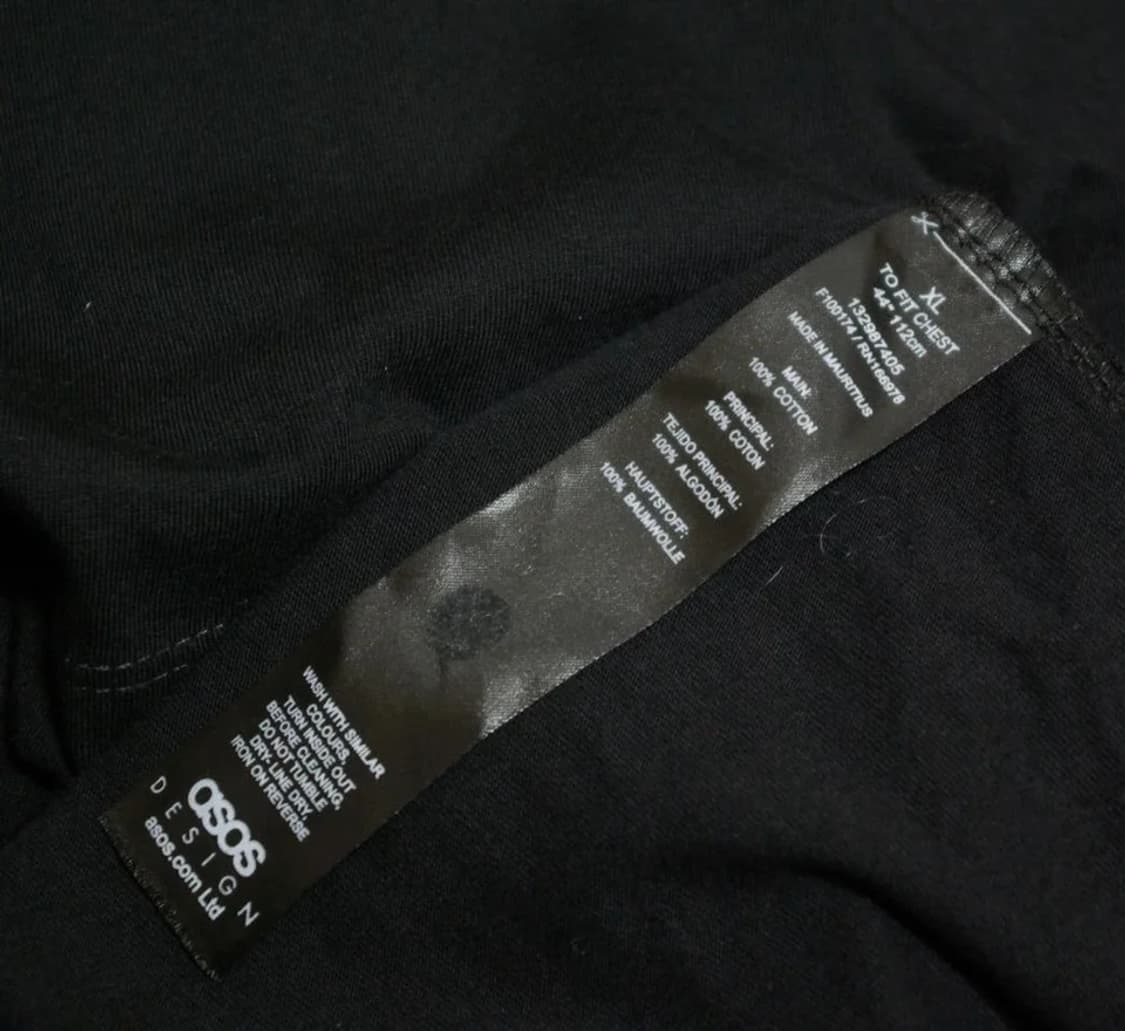 XL
TO FIT CHEST
44" 112cm
132987405
F100174 / RN166978
MADE IN MAURITIUS
MAIN:
100% COTTON
PRINCIPAL:
100% COTON
TEJIDO PRINCIPAL:
100% ALGODÓN
HAUPTSTOFF:
100% BAUMWOLLE
WASH WITH SIMILAR
COLOURS,
TURN INSIDE OUT
BEFORE CLEANING,
DO NOT TUMBLE
DRY- LINE DRY,
IRON ON REVERSE
asos
DESIGN
asos.com Ltd